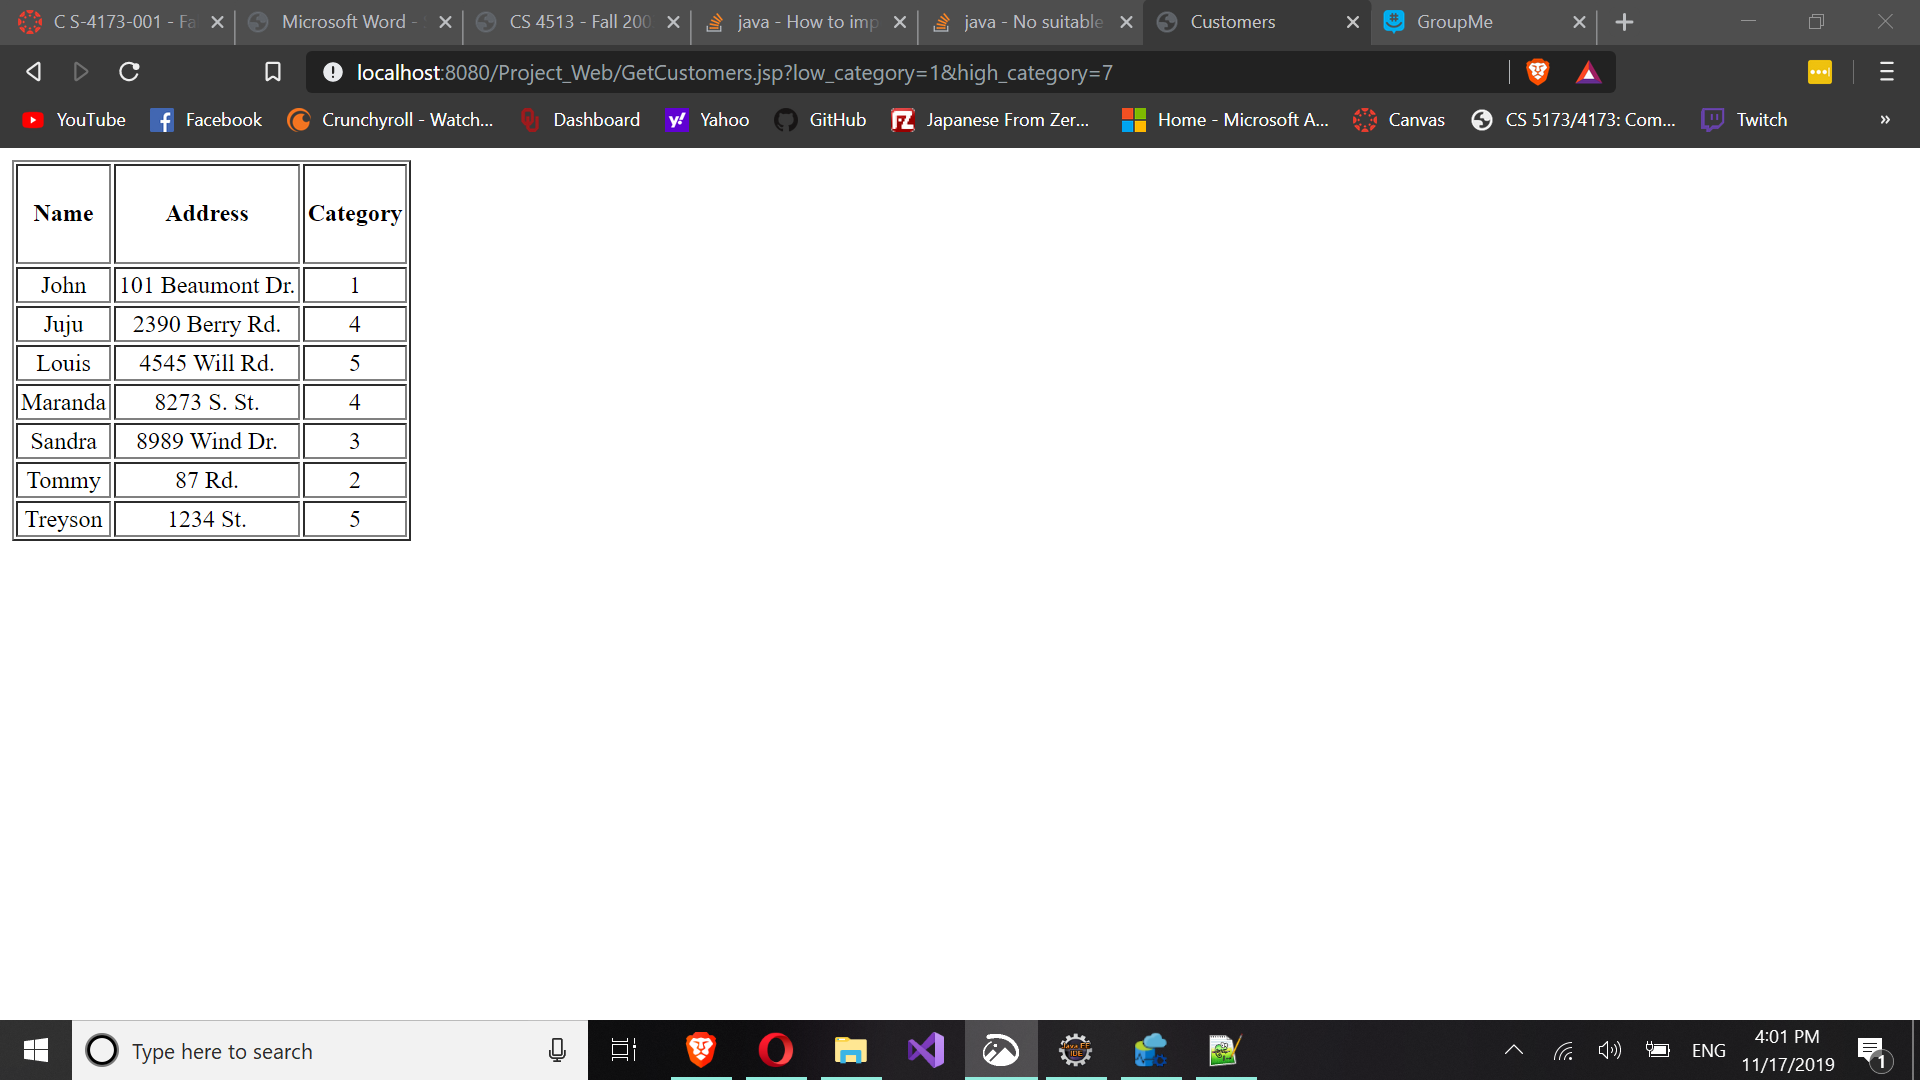 C S-4173-001 - Fa
Microsoft Word -
CS 4513 - Fall 200
java - How to imp
java - No suitable
Customers
GroupMe
localhost:8080/Project_Web/GetCustomers.jsp?low_category=1&high_category=7
YouTube
Facebook
Crunchyroll - Watch...
Dashboard
Yahoo
GitHub
Japanese From Zer...
Home - Microsoft A...
Canvas
CS 5173/4173: Com...
Twitch
»
Name Address Category
John 101 Beaumont Dr. 1
Juju 2390 Berry Rd. 4
Louis 4545 Will Rd. 5
Maranda 8273 S. St. 4
Sandra 8989 Wind Dr. 3
Tommy 87 Rd. 2
Treyson 1234 St. 5
Type here to search
ENG
4:01 PM
11/17/2019
1